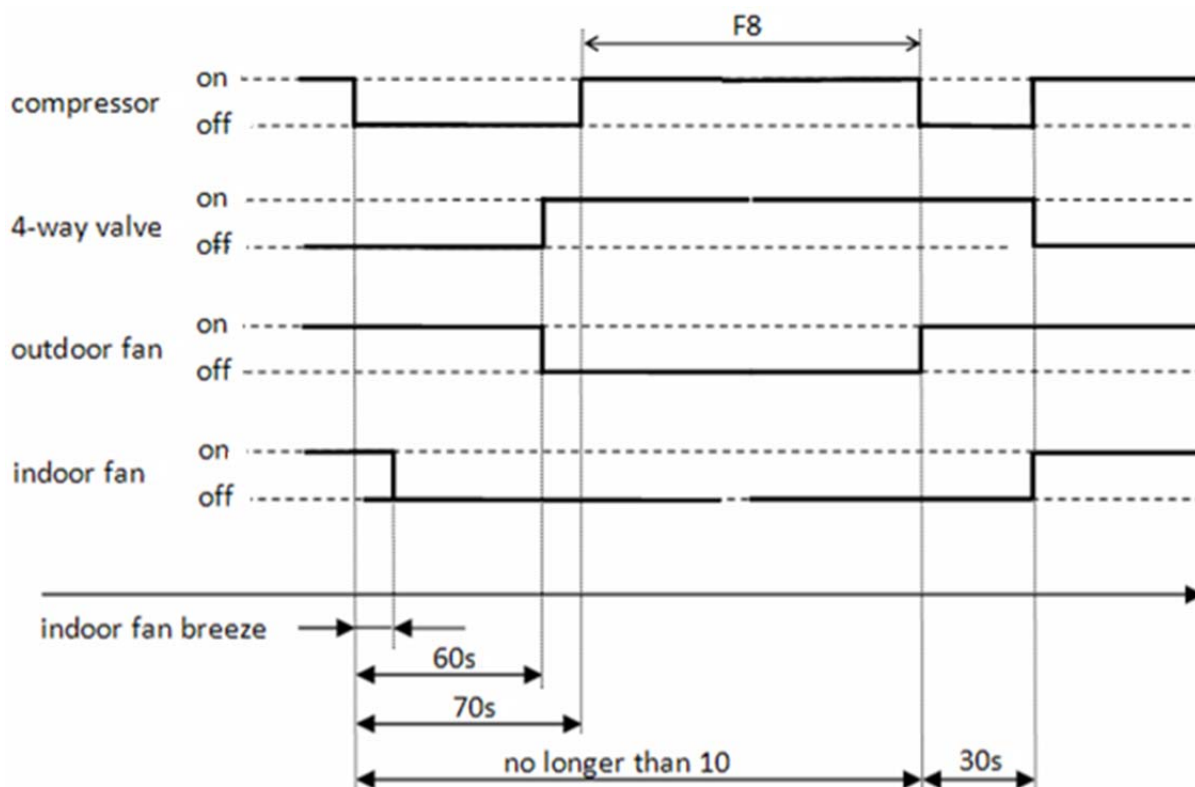 F8
on
compressor
off
on
4-way valve
off
on
outdoor fan
off
on
indoor fan
off
indoor fan breeze
60s
70s
no longer than 10
30s